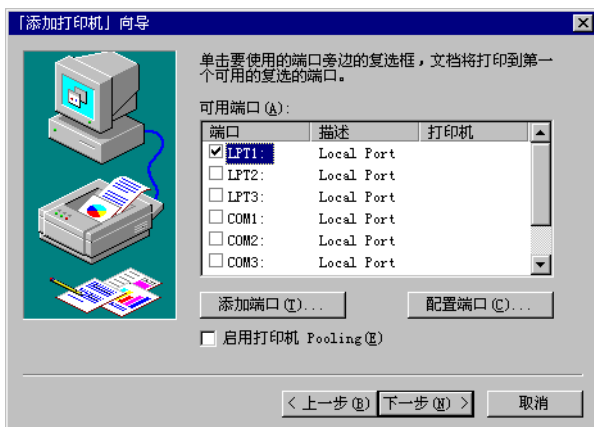 「添加打印机」向导
单击要使用的端口旁边的复选框，文档将打印到第一
个可用的复选的端口。
可用端口(A):
端口 描述 打印机
LPT1: Local Port
LPT2: Local Port
LPT3: Local Port
COM1: Local Port
COM2: Local Port
COM3: Local Port
添加端口(T)... 配置端口(C)...
启用打印机 Pooling(E)
< 上一步(B) 下一步(N) > 取消